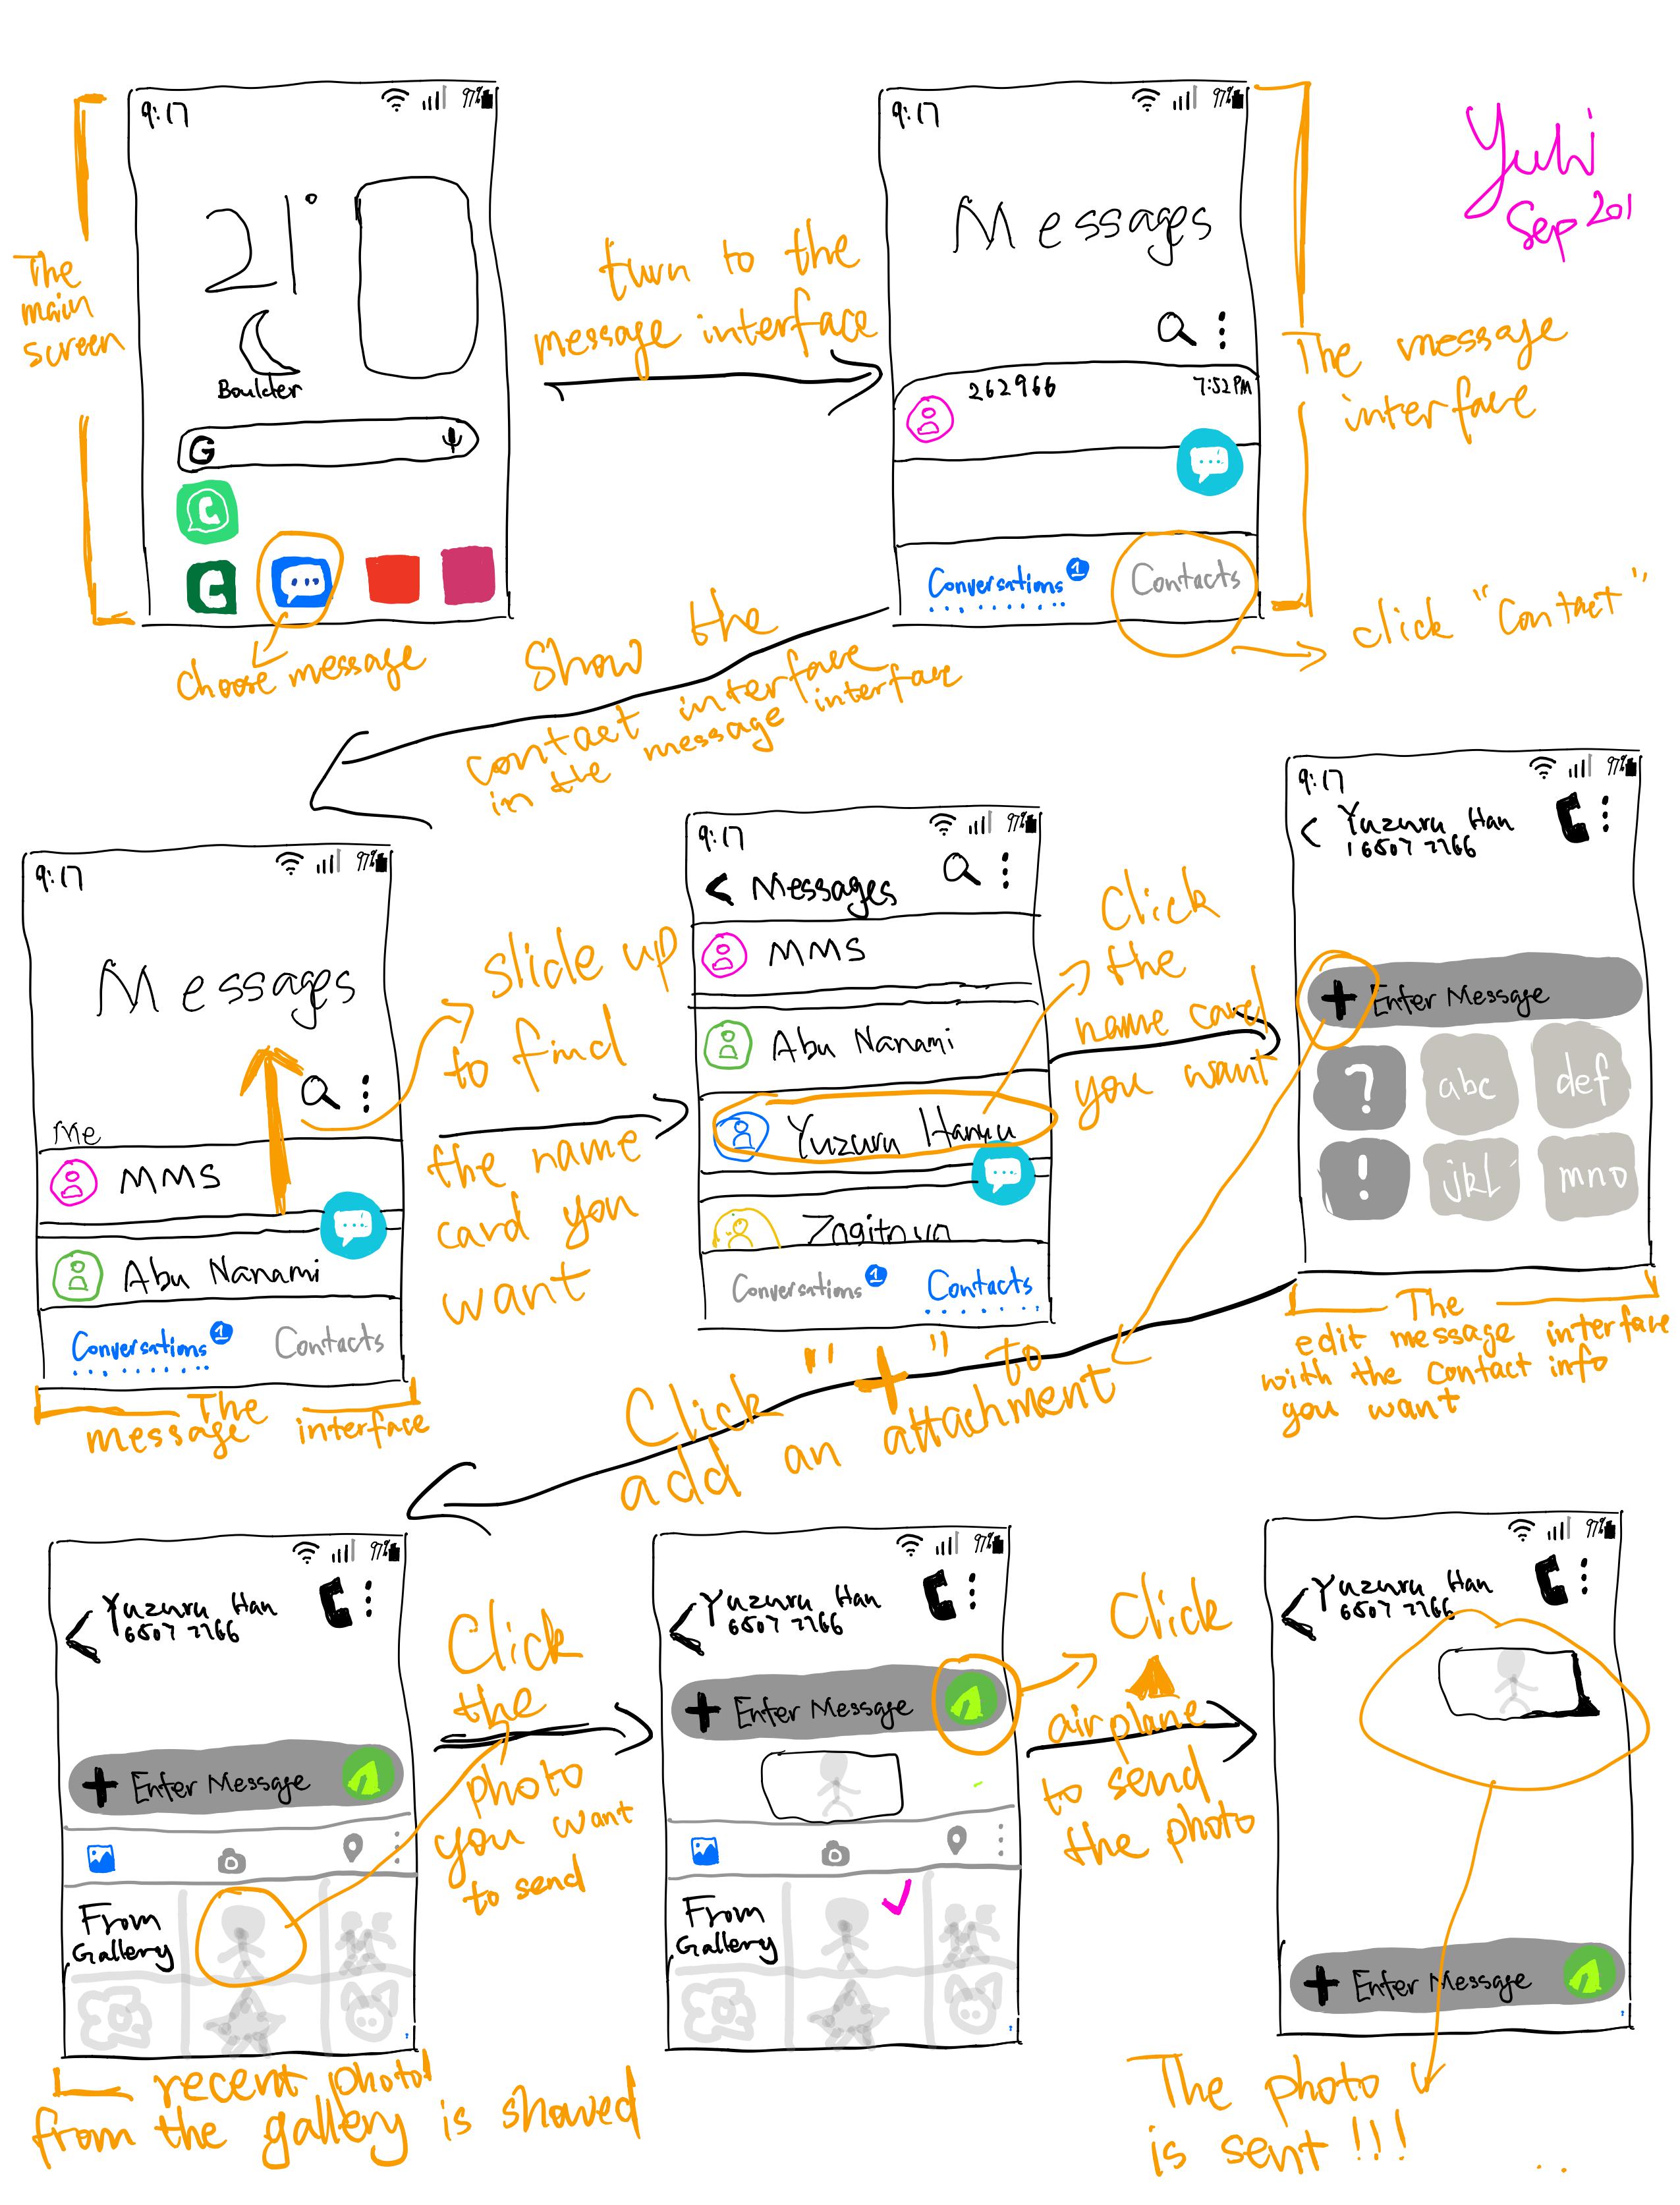 9:17 97%
21°
Boulder
G
C
C
The
main
screen
choose message
turn to the
message interface
9:17 97%
Messages
262966 7:52 PM
Conversations 1 Contacts
The message
interface
click "Contact"
Sep 201
Show the
contact interface
in the message interface
9:17 97%
Messages
Me
MMS
Abu Nanami
Conversations 1 Contacts
The
message interface
slide up
to find
the name
card you
want
9:17 97%
< Messages
MMS
Abu Nanami
Yuzuru Hanyu
Conversations 1 Contacts
Click
the
name card
you want
9:17 97%
< Yuzuru Han
16507 7766
+ Enter Message
? abc def
! jkl mno
The
edit message interface
with the contact info
you want
Click "+" to
add an attachment
97%
< Yuzuru Han
6507 7766
+ Enter Message
From
Gallery
recent photo
from the gallery is showed
Click
the
photo
you want
to send
97%
< Yuzuru Han
6507 7766
+ Enter Message
From
Gallery
Click
airplane
to send
the photo
97%
< Yuzuru Han
6507 7766
+ Enter Message
The photo
is sent!!!